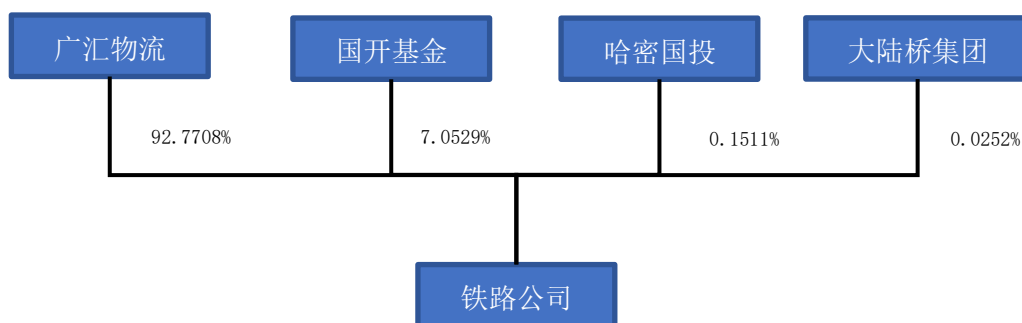 广汇物流
国开基金
哈密国投
大陆桥集团
92.7708%
7.0529%
0.1511%
0.0252%
铁路公司